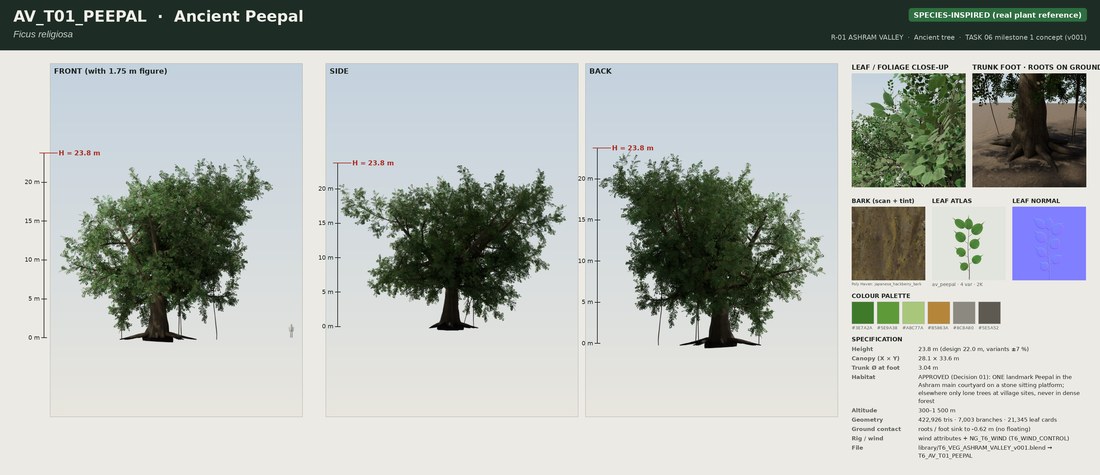 AV_T01_PEEPAL · Ancient Peepal
Ficus religiosa
SPECIES-INSPIRED (real plant reference)
R-01 ASHRAM VALLEY · Ancient tree · TASK 06 milestone 1 concept (v001)
FRONT (with 1.75 m figure)
H = 23.8 m
20 m
15 m
10 m
5 m
0 m
SIDE
H = 23.8 m
20 m
15 m
10 m
5 m
0 m
BACK
H = 23.8 m
20 m
15 m
10 m
5 m
0 m
LEAF / FOLIAGE CLOSE-UP
TRUNK FOOT · ROOTS ON GROUND
BARK (scan + tint)
LEAF ATLAS
LEAF NORMAL
av_peepal · 4 var · 2K
COLOUR PALETTE
SPECIFICATION
Height 23.8 m (design 22.0 m, variants ±7 %)
Canopy (X × Y) 28.1 × 33.6 m
Trunk Ø at foot 3.04 m
Habitat APPROVED (Decision 01): ONE landmark Peepal in the
Ashram main courtyard on a stone sitting platform;
elsewhere only lone trees at village sites, never in dense
forest
Altitude 300–1 500 m
Geometry 422,926 tris · 7,003 branches · 21,345 leaf cards
Ground contact roots / foot sink to -0.62 m (no floating)
Rig / wind wind attributes + NG_T6_WIND (T6_WIND_CONTROL)
File library/T6_VEG_ASHRAM_VALLEY_v001.blend →
T6_AV_T01_PEEPAL